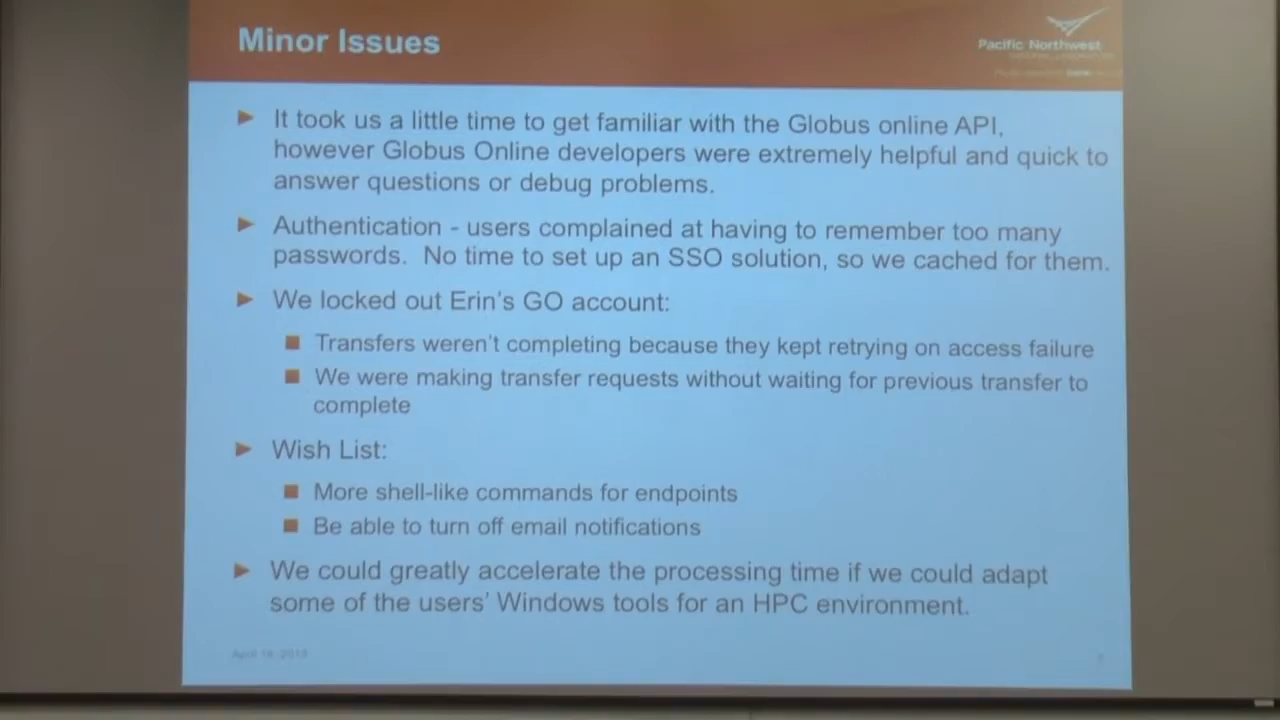 Minor Issues
Pacific Northwest
It took us a little time to get familiar with the Globus online API,
however Globus Online developers were extremely helpful and quick to
answer questions or debug problems.
Authentication - users complained at having to remember too many
passwords. No time to set up an SSO solution, so we cached for them.
We locked out Erin's GO account:
Transfers weren't completing because they kept retrying on access failure
We were making transfer requests without waiting for previous transfer to
complete
Wish List:
More shell-like commands for endpoints
Be able to turn off email notifications
We could greatly accelerate the processing time if we could adapt
some of the users' Windows tools for an HPC environment.